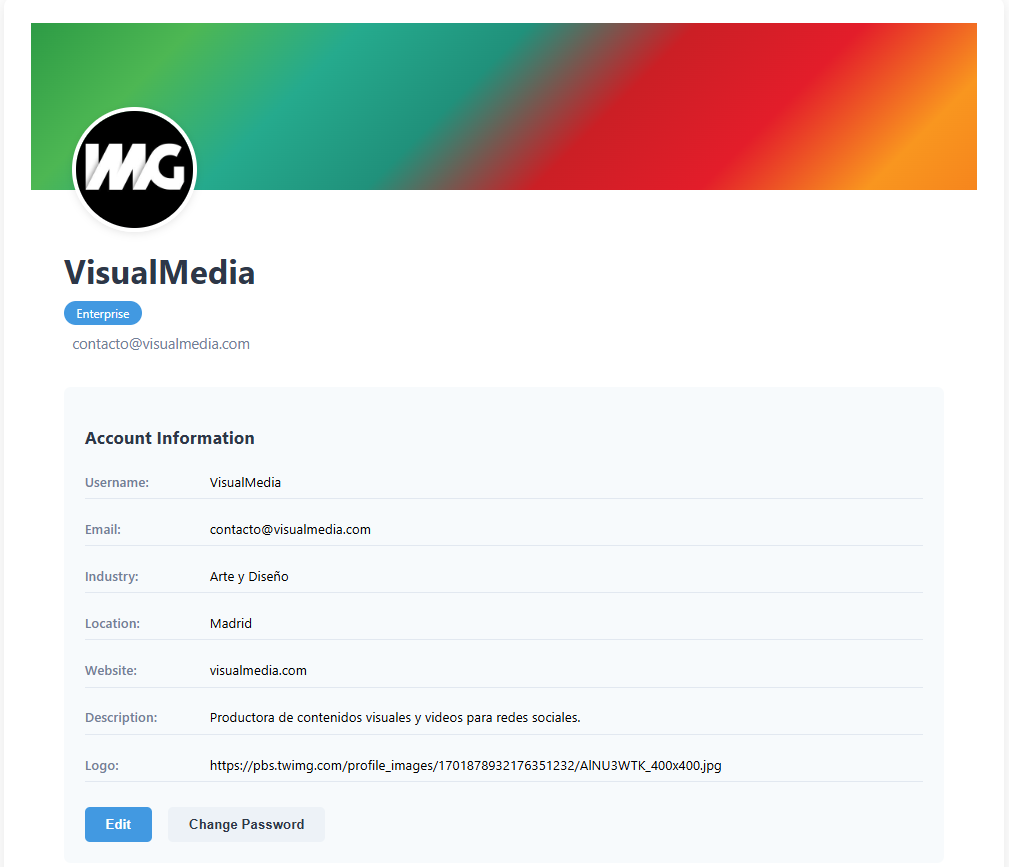 VMG
VisualMedia
Enterprise
contacto@visualmedia.com
Account Information
Username: VisualMedia
Email: contacto@visualmedia.com
Industry: Arte y Diseño
Location: Madrid
Website: visualmedia.com
Description: Productora de contenidos visuales y videos para redes sociales.
Logo: https://pbs.twimg.com/profile_images/1701878932176351232/AlNU3WTK_400x400.jpg
Edit Change Password